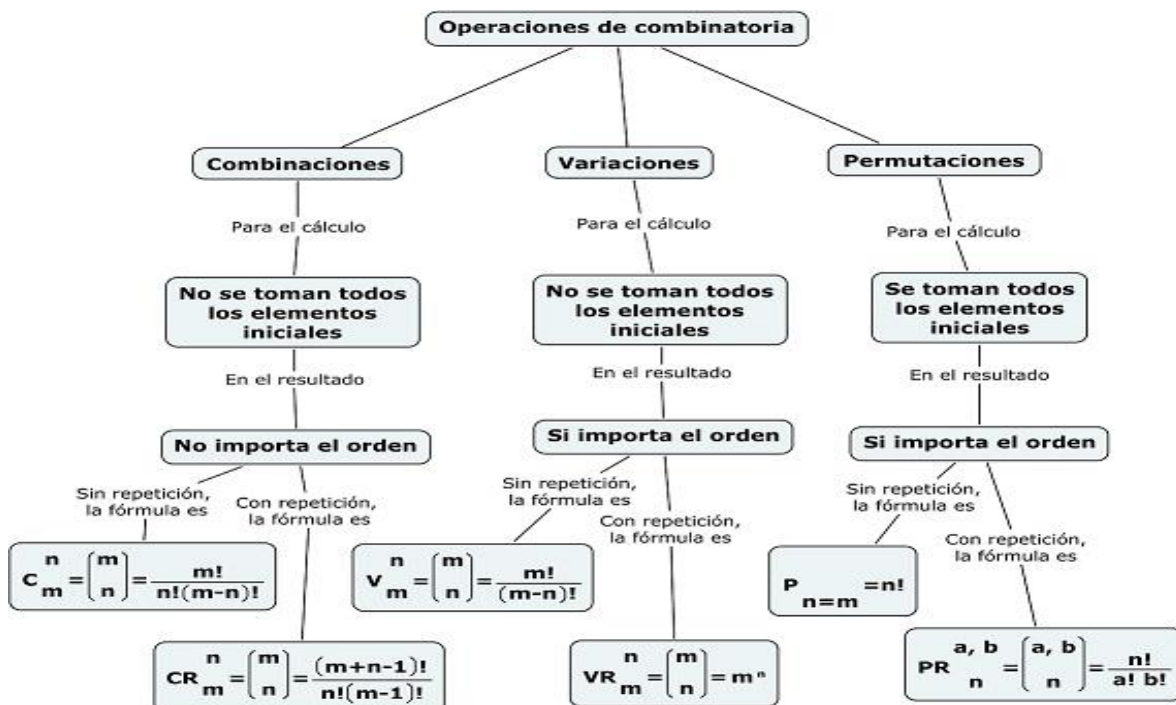 Operaciones de combinatoria
Combinaciones
Variaciones
Permutaciones
Para el cálculo
Para el cálculo
Para el cálculo
No se toman todos
los elementos
iniciales
No se toman todos
los elementos
iniciales
Se toman todos
los elementos
iniciales
En el resultado
En el resultado
En el resultado
No importa el orden
Si importa el orden
Si importa el orden
Sin repetición,
la fórmula es
Con repetición,
la fórmula es
Sin repetición,
la fórmula es
Con repetición,
la fórmula es
Sin repetición,
la fórmula es
Con repetición,
la fórmula es
C n m = (m n) = m! / n!(m-n)!
V n m = (m n) = m! / (m-n)!
P n=m = n!
CR n m = (m n) = (m+n-1)! / n!(m-1)!
VR n m = (m n) = mⁿ
PR a, b n = (a, b n) = n! / a! b!